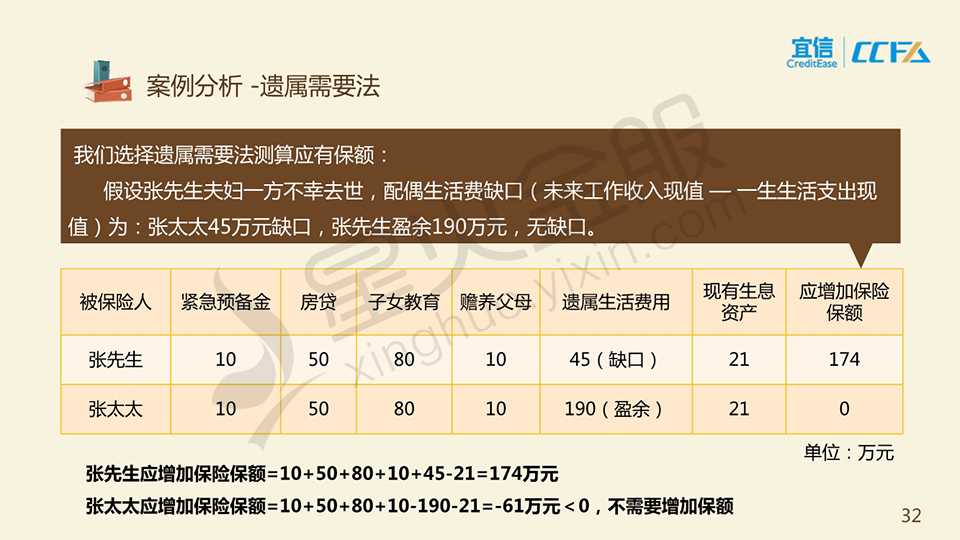 宜信
CreditEase
CCFA
案例分析 -遗属需要法
我们选择遗属需要法测算应有保额：
假设张先生夫妇一方不幸去世，配偶生活费缺口（未来工作收入现值 — 一生生活支出现
值）为：张太太45万元缺口，张先生盈余190万元，无缺口。
被保险人 紧急预备金 房贷 子女教育 赡养父母 遗属生活费用 现有生息资产 应增加保险保额
张先生 10 50 80 10 45（缺口） 21 174
张太太 10 50 80 10 190（盈余） 21 0
单位：万元
张先生应增加保险保额=10+50+80+10+45-21=174万元
张太太应增加保险保额=10+50+80+10-190-21=-61万元＜0，不需要增加保额
32
星火金服
xinghuo.yixin.com